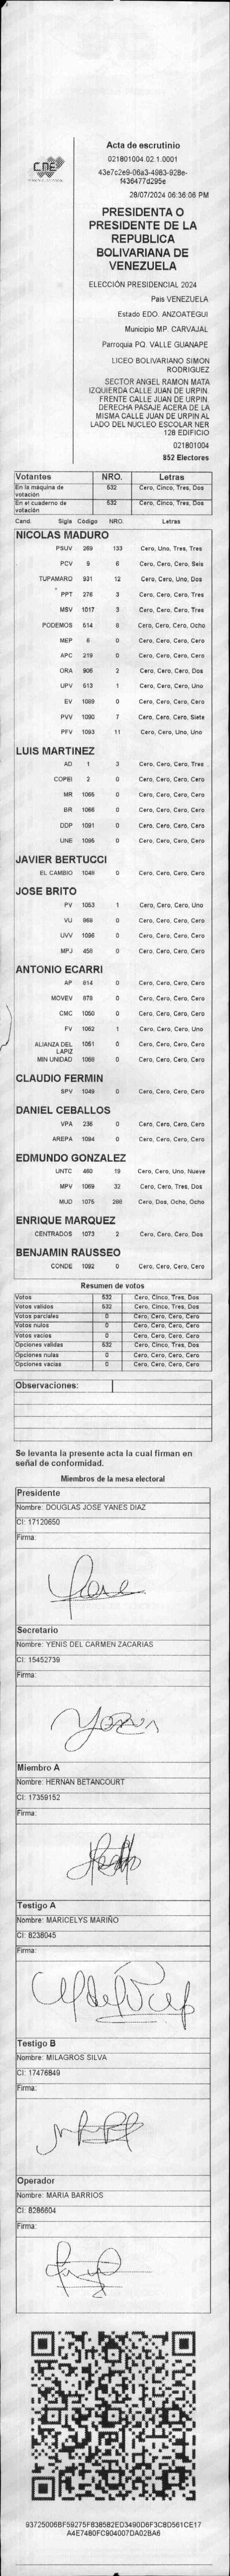 CNE
Acta de escrutinio
021801004.02.1.0001
43e7c2e9-06a3-4983-928e-
f436477d295e
28/07/2024 06:36:06 PM
PRESIDENTA O
PRESIDENTE DE LA
REPUBLICA
BOLIVARIANA DE
VENEZUELA
ELECCIÓN PRESIDENCIAL 2024
Pais VENEZUELA
Estado EDO. ANZOATEGUI
Municipio MP. CARVAJAL
Parroquia PQ. VALLE GUANAPE
LICEO BOLIVARIANO SIMON
RODRIGUEZ
SECTOR ANGEL RAMON MATA
IZQUIERDA CALLE JUAN DE URPIN.
FRENTE CALLE JUAN DE URPIN.
DERECHA PASAJE ACERA DE LA
MISMA CALLE JUAN DE URPIN AL
LADO DEL NUCLEO ESCOLAR NER
128 EDIFICIO
021801004
852 Electores
Votantes NRO. Letras
En la máquina de votación 532 Cero, Cinco, Tres, Dos
En el cuaderno de votación 532 Cero, Cinco, Tres, Dos
Cand. Sigla Código NRO. Letras
NICOLAS MADURO
PSUV 269 133 Cero, Uno, Tres, Tres
PCV 9 6 Cero, Cero, Cero, Seis
TUPAMARO 931 12 Cero, Cero, Uno, Dos
PPT 276 3 Cero, Cero, Cero, Tres
MSV 1017 3 Cero, Cero, Cero, Tres
PODEMOS 514 8 Cero, Cero, Cero, Ocho
MEP 6 0 Cero, Cero, Cero, Cero
APC 219 0 Cero, Cero, Cero, Cero
ORA 906 2 Cero, Cero, Cero, Dos
UPV 613 1 Cero, Cero, Cero, Uno
EV 1089 0 Cero, Cero, Cero, Cero
PVV 1090 7 Cero, Cero, Cero, Siete
PFV 1093 11 Cero, Cero, Uno, Uno
LUIS MARTINEZ
AD 1 3 Cero, Cero, Cero, Tres
COPEI 2 0 Cero, Cero, Cero, Cero
MR 1065 0 Cero, Cero, Cero, Cero
BR 1066 0 Cero, Cero, Cero, Cero
DDP 1091 0 Cero, Cero, Cero, Cero
UNE 1095 0 Cero, Cero, Cero, Cero
JAVIER BERTUCCI
EL CAMBIO 1048 0 Cero, Cero, Cero, Cero
JOSE BRITO
PV 1053 1 Cero, Cero, Cero, Uno
VU 969 0 Cero, Cero, Cero, Cero
UVV 1096 0 Cero, Cero, Cero, Cero
MPJ 458 0 Cero, Cero, Cero, Cero
ANTONIO ECARRI
AP 814 0 Cero, Cero, Cero, Cero
MOVEV 878 0 Cero, Cero, Cero, Cero
CMC 1050 0 Cero, Cero, Cero, Cero
FV 1062 1 Cero, Cero, Cero, Uno
ALIANZA DEL LAPIZ 1051 0 Cero, Cero, Cero, Cero
MIN UNIDAD 1068 0 Cero, Cero, Cero, Cero
CLAUDIO FERMIN
SPV 1049 0 Cero, Cero, Cero, Cero
DANIEL CEBALLOS
VPA 236 0 Cero, Cero, Cero, Cero
AREPA 1094 0 Cero, Cero, Cero, Cero
EDMUNDO GONZALEZ
UNTC 460 19 Cero, Cero, Uno, Nueve
MPV 1069 32 Cero, Cero, Tres, Dos
MUD 1075 288 Cero, Dos, Ocho, Ocho
ENRIQUE MARQUEZ
CENTRADOS 1073 2 Cero, Cero, Cero, Dos
BENJAMIN RAUSSEO
CONDE 1092 0 Cero, Cero, Cero, Cero
Resumen de votos
Votos 532 Cero, Cinco, Tres, Dos
Votos validos 532 Cero, Cinco, Tres, Dos
Votos parciales 0 Cero, Cero, Cero, Cero
Votos nulos 0 Cero, Cero, Cero, Cero
Votos vacios 0 Cero, Cero, Cero, Cero
Opciones validas 532 Cero, Cinco, Tres, Dos
Opciones nulas 0 Cero, Cero, Cero, Cero
Opciones vacias 0 Cero, Cero, Cero, Cero
Observaciones:
Se levanta la presente acta la cual firman en
señal de conformidad.
Miembros de la mesa electoral
Presidente
Nombre: DOUGLAS JOSE YANES DIAZ
CI: 17120650
Firma:
Secretario
Nombre: YENIS DEL CARMEN ZACARIAS
CI: 15452739
Firma:
Miembro A
Nombre: HERNAN BETANCOURT
CI: 17359152
Firma:
Testigo A
Nombre: MARICELYS MARIÑO
CI: 8238045
Firma:
Testigo B
Nombre: MILAGROS SILVA
CI: 17476849
Firma:
Operador
Nombre: MARIA BARRIOS
CI: 8286604
Firma:
93725006BF59275F838582ED3490D6F3C8D561CE17
A4E7480FC904007DA02BA6